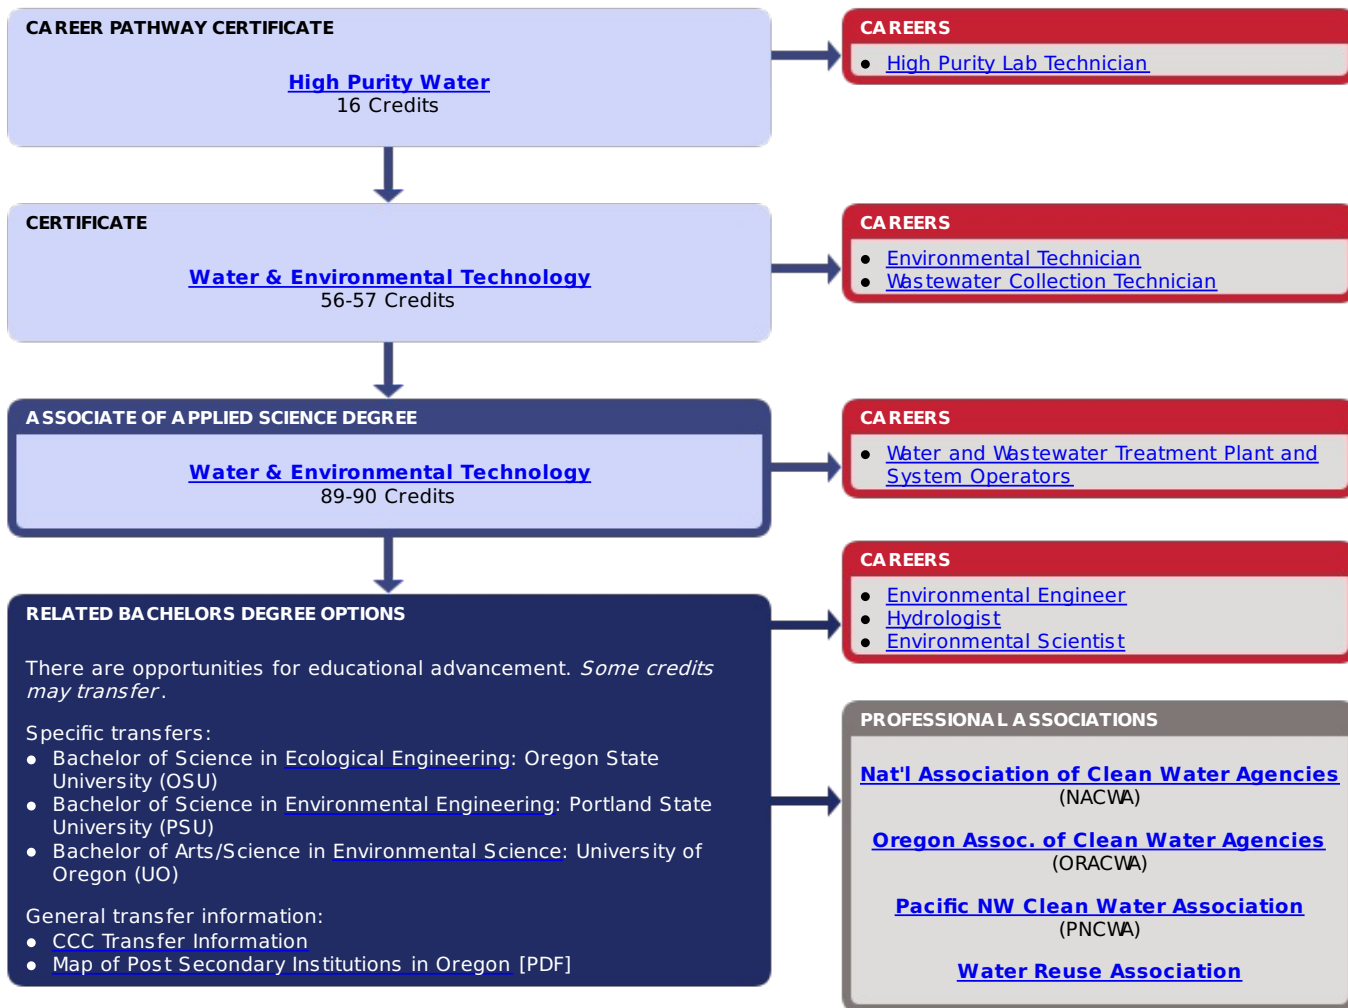 CAREER PATHWAY CERTIFICATE
High Purity Water
16 Credits
CAREERS
● High Purity Lab Technician
CERTIFICATE
Water & Environmental Technology
56-57 Credits
CAREERS
● Environmental Technician
● Wastewater Collection Technician
ASSOCIATE OF APPLIED SCIENCE DEGREE
Water & Environmental Technology
89-90 Credits
CAREERS
● Water and Wastewater Treatment Plant and
System Operators
RELATED BACHELORS DEGREE OPTIONS
There are opportunities for educational advancement. Some credits
may transfer.
Specific transfers:
● Bachelor of Science in Ecological Engineering: Oregon State
University (OSU)
● Bachelor of Science in Environmental Engineering: Portland State
University (PSU)
● Bachelor of Arts/Science in Environmental Science: University of
Oregon (UO)
General transfer information:
● CCC Transfer Information
● Map of Post Secondary Institutions in Oregon [PDF]
CAREERS
● Environmental Engineer
● Hydrologist
● Environmental Scientist
PROFESSIONAL ASSOCIATIONS
Nat'l Association of Clean Water Agencies
(NACWA)
Oregon Assoc. of Clean Water Agencies
(ORACWA)
Pacific NW Clean Water Association
(PNCWA)
Water Reuse Association